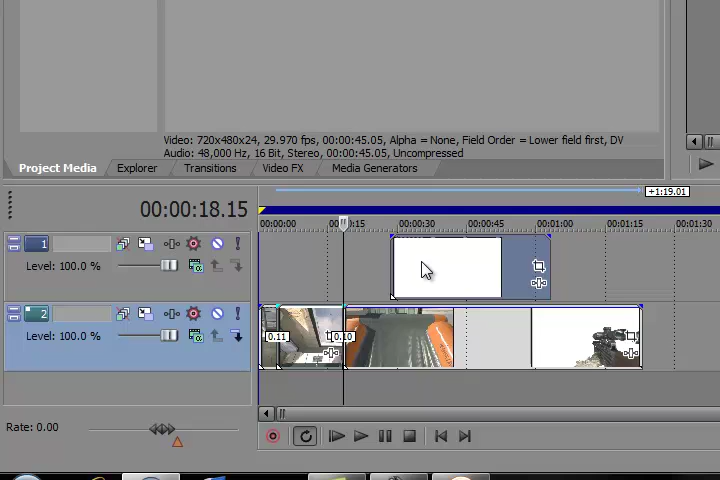 Video: 720x480x24, 29.970 fps, 00:00:45.05, Alpha = None, Field Order = Lower field first, DV
Audio: 48,000 Hz, 16 Bit, Stereo, 00:00:45.05, Uncompressed
Project Media Explorer Transitions Video FX Media Generators
+1:19.01
00:00:18.15
00:00:00 00:00:15 00:00:30 00:00:45 00:01:00 00:01:15 00:01:30
1
Level: 100.0 %
2
Level: 100.0 %
0.11 0.10
Rate: 0.00